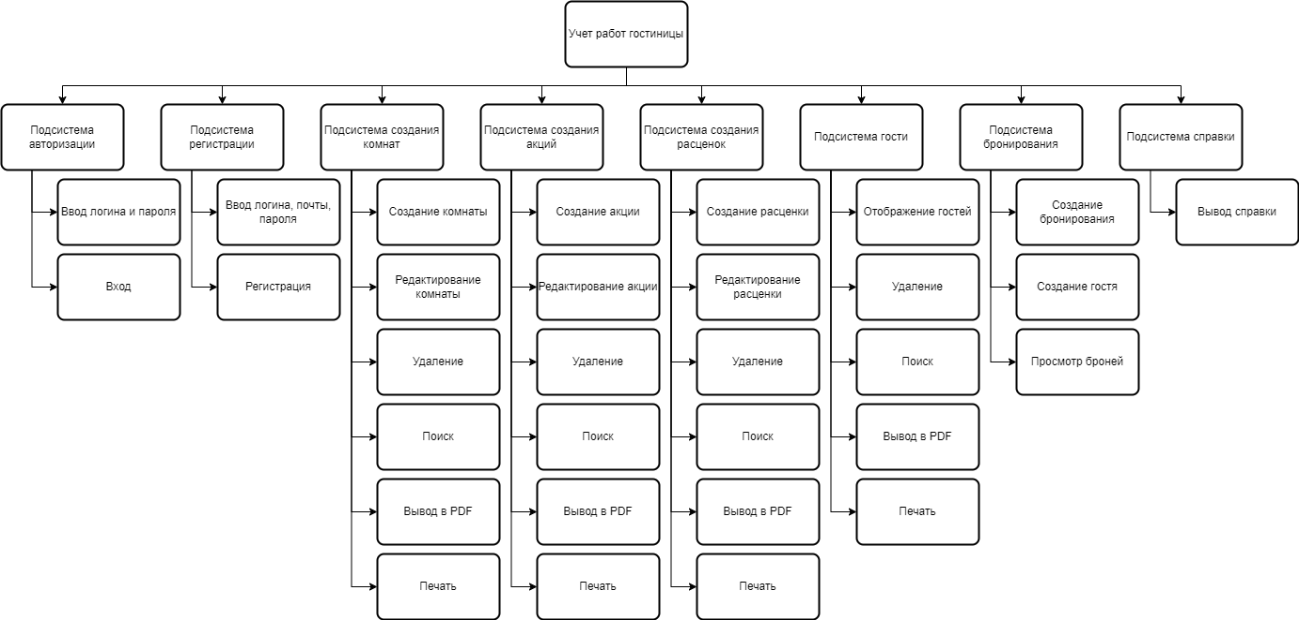 Учет работ гостиницы
Подсистема
авторизации
Подсистема
регистрации
Подсистема создания
комнат
Подсистема создания
акций
Подсистема создания
расценок
Подсистема гости
Подсистема
бронирования
Подсистема справки
Ввод логина и пароля
Вход
Ввод логина, почты,
пароля
Регистрация
Создание комнаты
Редактирование
комнаты
Удаление
Поиск
Вывод в PDF
Печать
Создание акции
Редактирование акции
Удаление
Поиск
Вывод в PDF
Печать
Создание расценки
Редактирование
расценки
Удаление
Поиск
Вывод в PDF
Печать
Отображение гостей
Удаление
Поиск
Вывод в PDF
Печать
Создание
бронирования
Создание гостя
Просмотр броней
Вывод справки